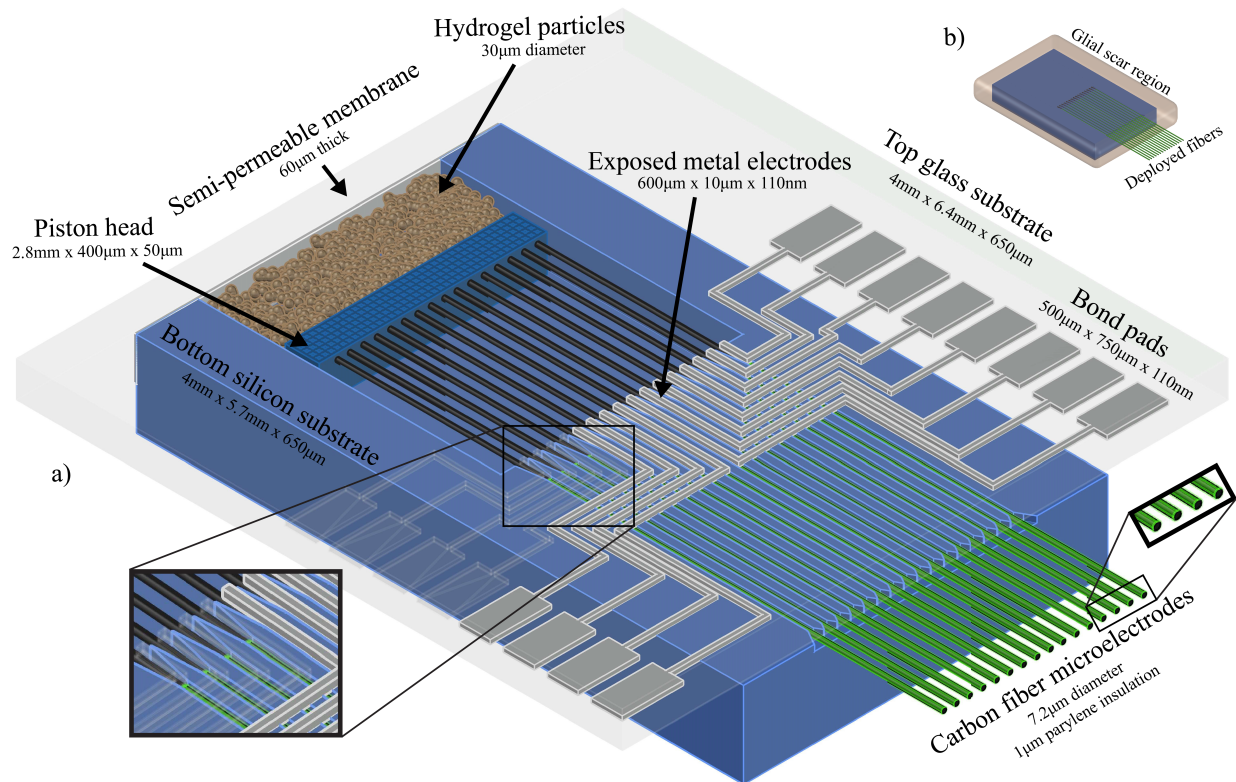 Hydrogel particles
30μm diameter
b)
Glial scar region
Deployed fibers
Semi-permeable membrane
60μm thick
Exposed metal electrodes
600μm x 10μm x 110nm
Top glass substrate
4mm x 6.4mm x 650μm
Piston head
2.8mm x 400μm x 50μm
Bond pads
500μm x 750μm x 110nm
Bottom silicon substrate
4mm x 5.7mm x 650μm
a)
Carbon fiber microelectrodes
7.2μm diameter
1μm parylene insulation